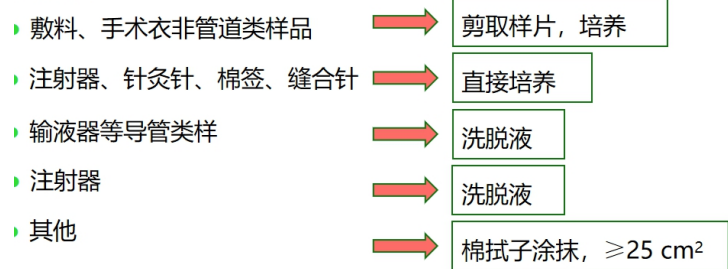 敷料、手术衣非管道类样品
剪取样片，培养
注射器、针灸针、棉签、缝合针
直接培养
输液器等导管类样
洗脱液
注射器
洗脱液
其他
棉拭子涂抹，≥25 cm²